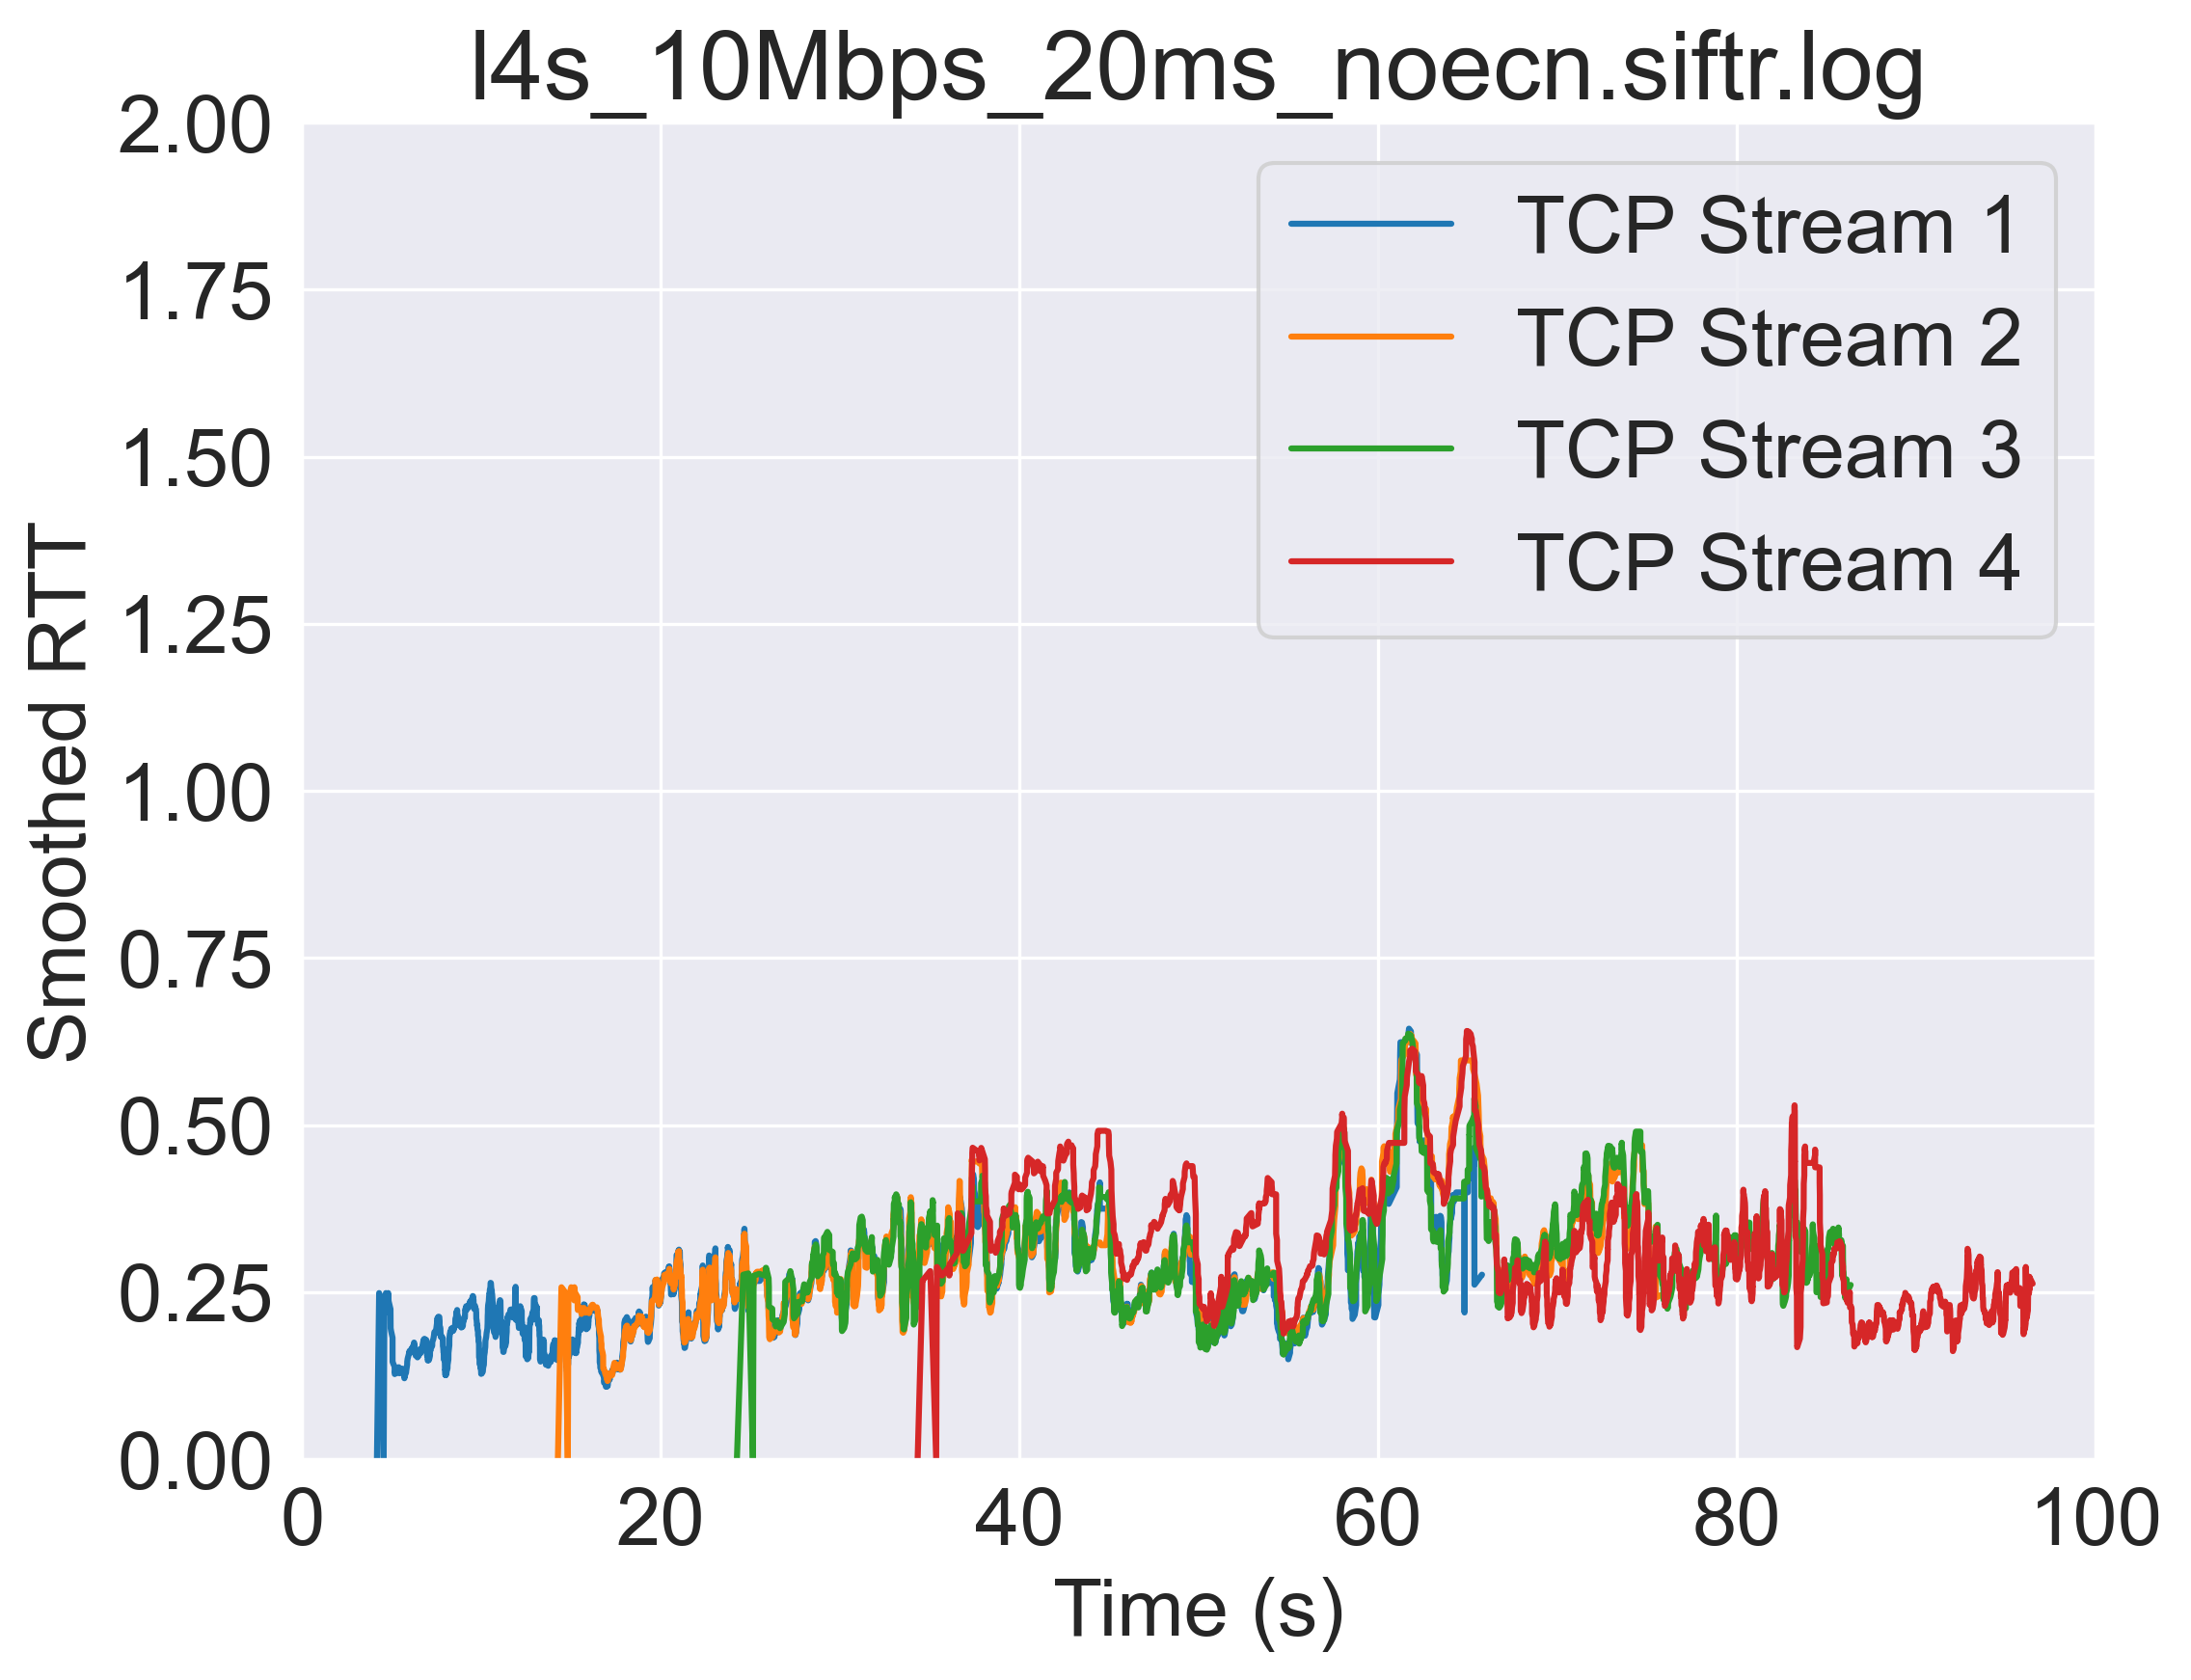 l4s_10Mbps_20ms_noecn.siftr.log
2.00
1.75
1.50
1.25
1.00
0.75
0.50
0.25
0.00
Smoothed RTT
TCP Stream 1
TCP Stream 2
TCP Stream 3
TCP Stream 4
0 20 40 60 80 100
Time (s)